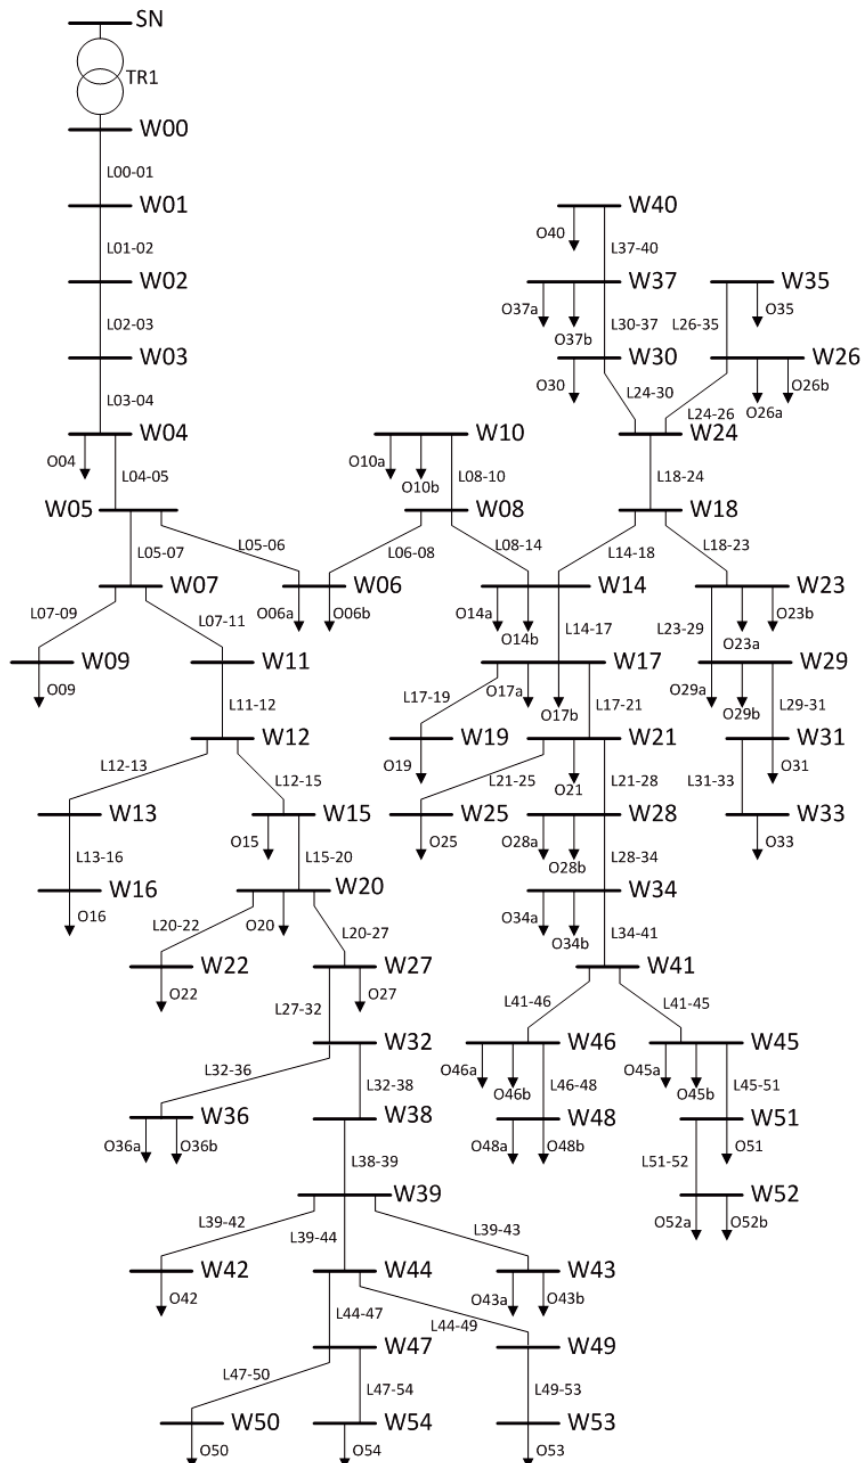 SN
TR1
W00
L00-01
W01
W40
O40
L01-02
L37-40
W02
W37
W35
O37a
O37b
O35
L02-03
L30-37
L26-35
W03
W30
W26
O30
O26a
O26b
L03-04
L24-30
L24-26
W04
W10
W24
O04
O10a
O10b
L04-05
L08-10
L18-24
W05
W08
W18
L05-07
L05-06
L06-08
L08-14
L14-18
L18-23
W07
W06
W14
W23
O06a
O06b
O14a
O14b
O23a
O23b
L07-09
L07-11
L14-17
L23-29
W09
W11
W17
W29
O09
O17a
O17b
O29a
O29b
L11-12
L17-19
L17-21
L29-31
W12
W19
W21
W31
O19
O21
O31
L12-13
L12-15
L21-25
L21-28
L31-33
W13
W15
W25
W28
W33
O15
O25
O28a
O28b
O33
L13-16
L15-20
L28-34
W16
W20
W34
O16
O20
O34a
O34b
L20-22
L20-27
L34-41
W22
W27
W41
O22
O27
L27-32
L41-46
L41-45
W32
W46
W45
O46a
O46b
O45a
O45b
L32-36
L32-38
L46-48
L45-51
W36
W38
W48
W51
O36a
O36b
O48a
O48b
O51
L38-39
L51-52
W39
W52
O52a
O52b
L39-42
L39-44
L39-43
W42
W44
W43
O42
O43a
O43b
L44-47
L44-49
W47
W49
L47-50
L47-54
L49-53
W50
W54
W53
O50
O54
O53